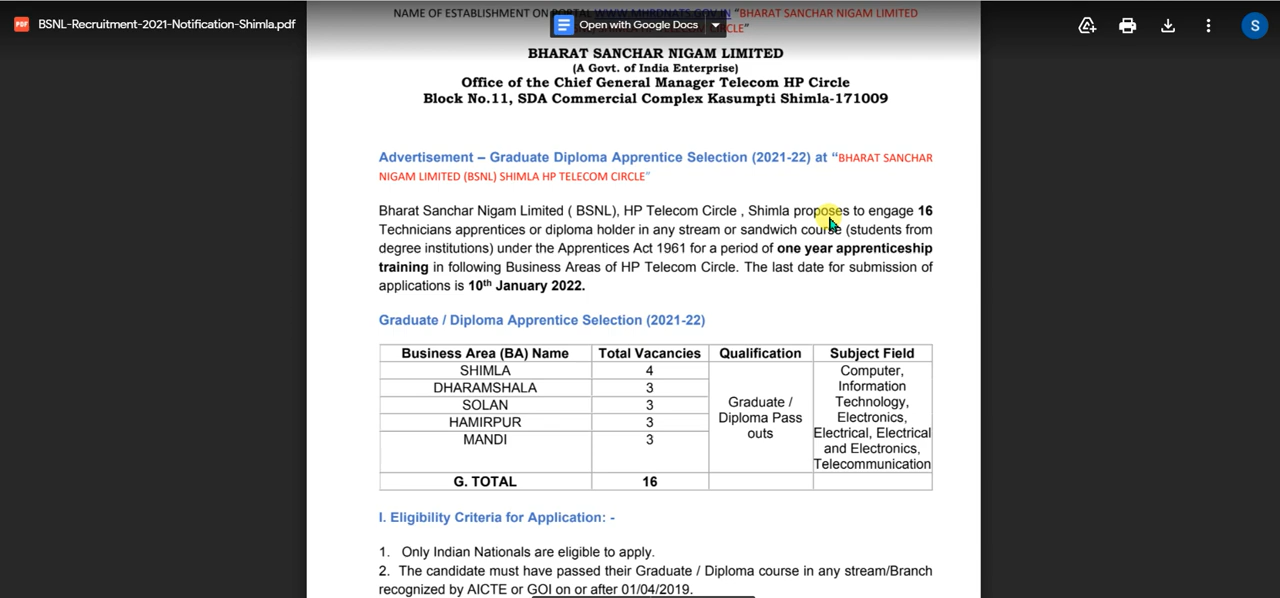 BSNL-Recruitment-2021-Notification-Shimla.pdf
PDF
Open with Google Docs
S
NAME OF ESTABLISHMENT ON PORTAL WWW.MHRDNATS.GOV.IN "BHARAT SANCHAR NIGAM LIMITED
CIRCLE"
BHARAT SANCHAR NIGAM LIMITED
(A Govt. of India Enterprise)
Office of the Chief General Manager Telecom HP Circle
Block No.11, SDA Commercial Complex Kasumpti Shimla-171009
Advertisement – Graduate Diploma Apprentice Selection (2021-22) at “BHARAT SANCHAR
NIGAM LIMITED (BSNL) SHIMLA HP TELECOM CIRCLE”
Bharat Sanchar Nigam Limited ( BSNL), HP Telecom Circle , Shimla proposes to engage 16
Technicians apprentices or diploma holder in any stream or sandwich course (students from
degree institutions) under the Apprentices Act 1961 for a period of one year apprenticeship
training in following Business Areas of HP Telecom Circle. The last date for submission of
applications is 10th January 2022.
Graduate / Diploma Apprentice Selection (2021-22)
Business Area (BA) Name Total Vacancies Qualification Subject Field
SHIMLA 4
DHARAMSHALA 3
SOLAN 3
HAMIRPUR 3
MANDI 3
Graduate /
Diploma Pass
outs
Computer,
Information
Technology,
Electronics,
Electrical, Electrical
and Electronics,
Telecommunication
G. TOTAL 16
I. Eligibility Criteria for Application: -
1. Only Indian Nationals are eligible to apply.
2. The candidate must have passed their Graduate / Diploma course in any stream/Branch
recognized by AICTE or GOI on or after 01/04/2019.